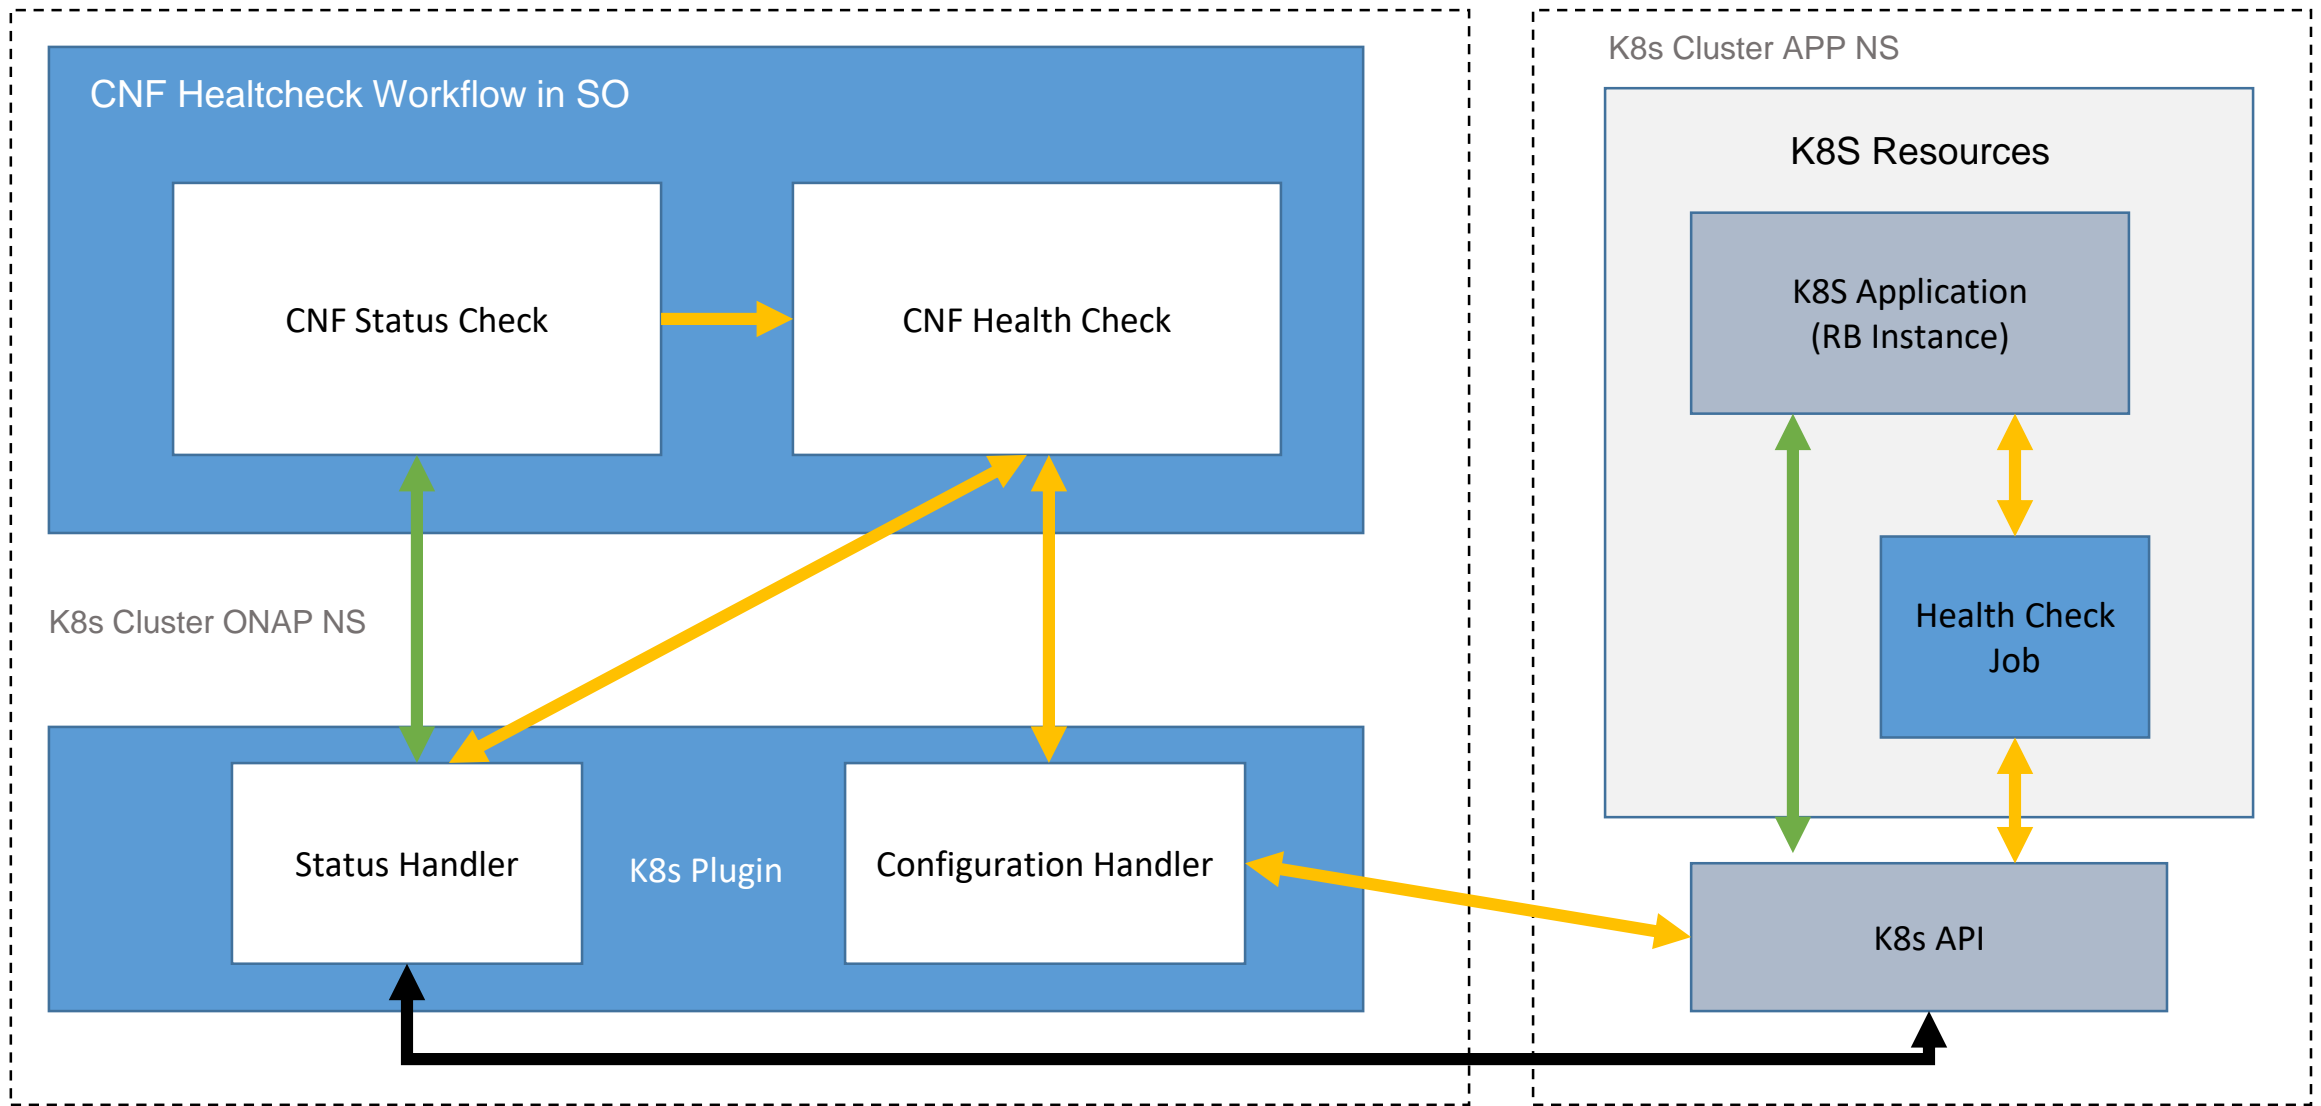 CNF Healtcheck Workflow in SO
CNF Status Check
CNF Health Check
K8s Cluster ONAP NS
Status Handler
K8s Plugin
Configuration Handler
K8s Cluster APP NS
K8S Resources
K8S Application
(RB Instance)
Health Check
Job
K8s API